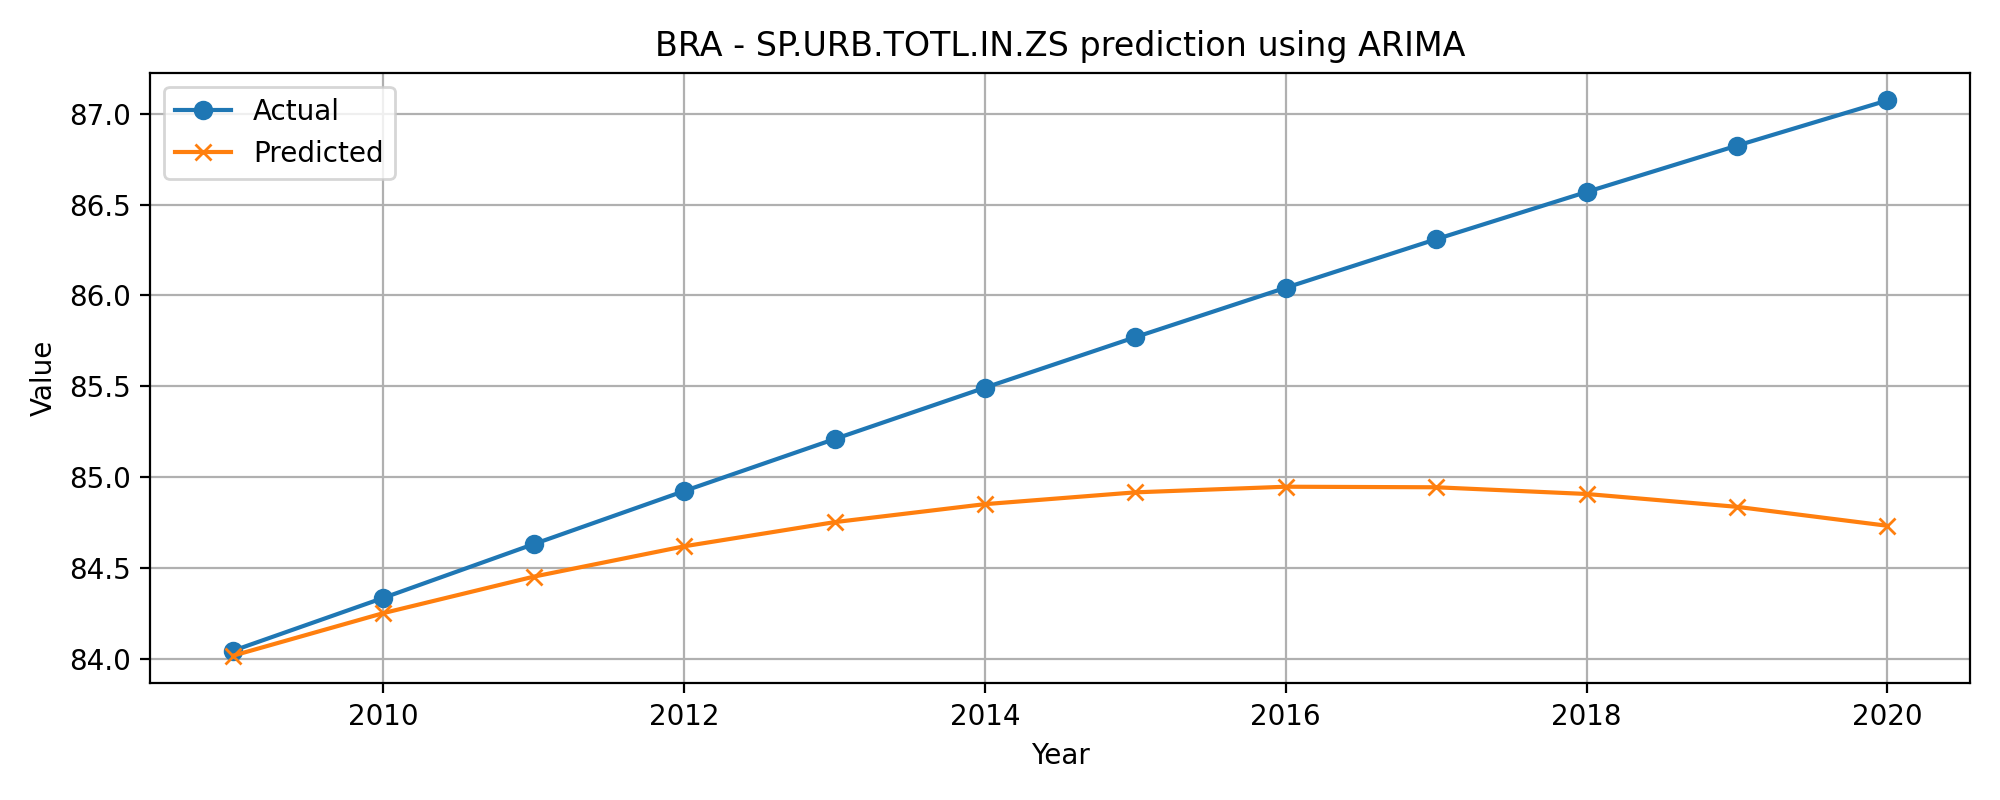 BRA - SP.URB.TOTL.IN.ZS prediction using ARIMA
Actual
Predicted
87.0
86.5
86.0
85.5
85.0
84.5
84.0
Value
2010 2012 2014 2016 2018 2020
Year